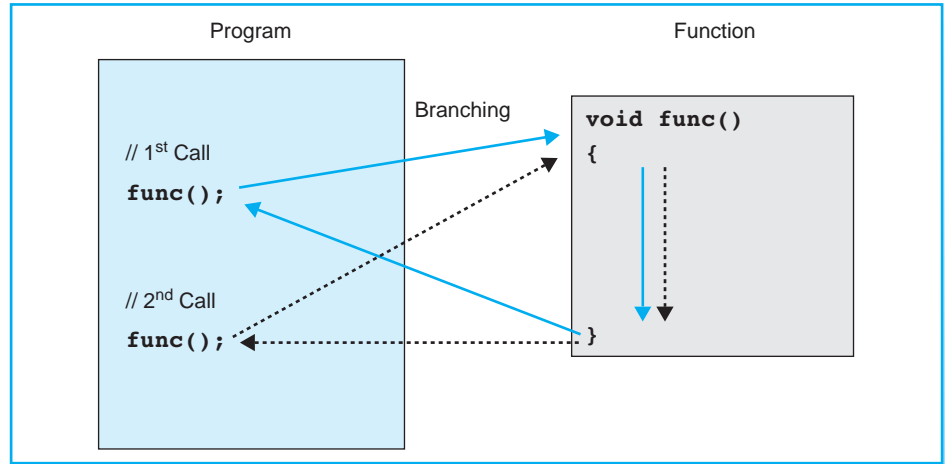 Program
Function
Branching
void func()
{
// 1st Call
func();
// 2nd Call
func();
}